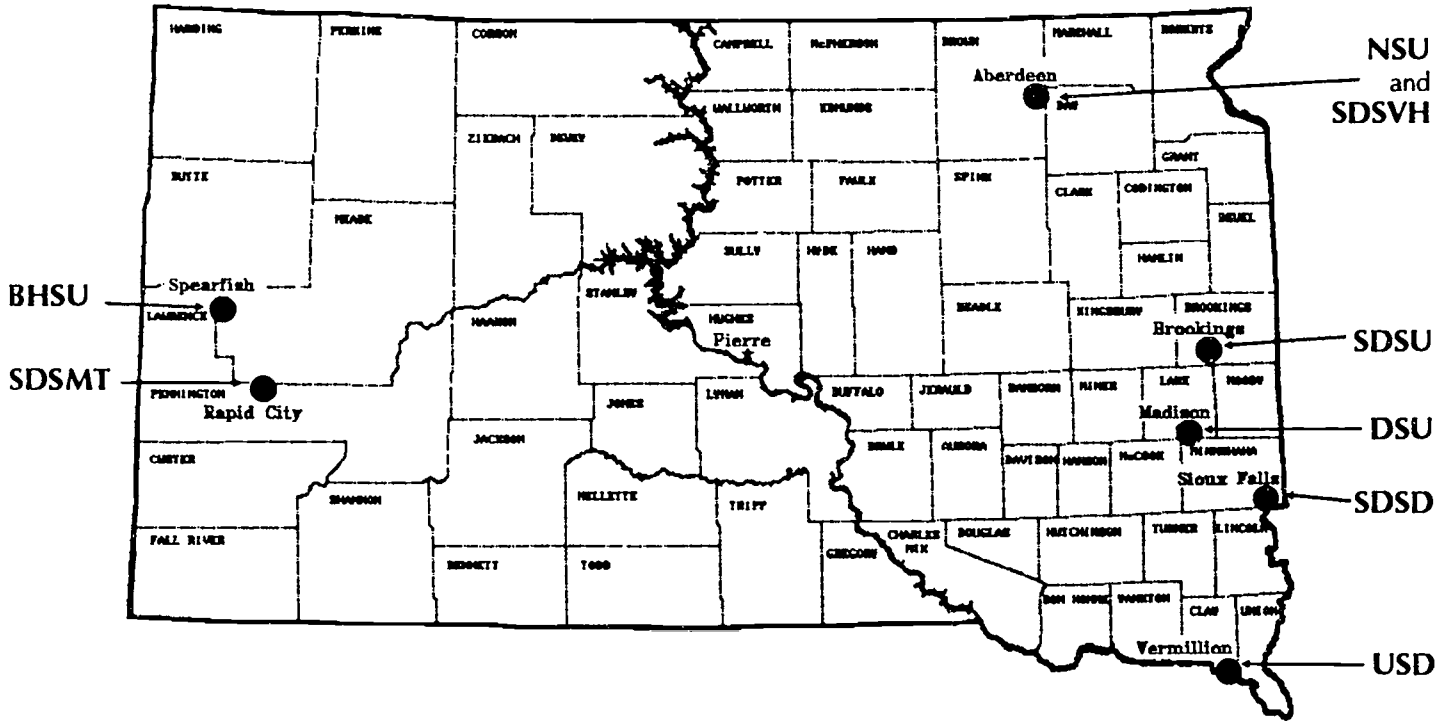 HARDING
PERKINS
CORSON
CAMPBELL
McPHERSON
BROWN
MARSHALL
ROBERTS
NSU
and
SDSVH
Aberdeen
DAY
WALLWORTH
EDMUNDS
ZIEBACH
DEWEY
GRANT
BUTTE
MEADE
POTTER
FAULK
SPINK
CLARK
CODINGTON
DEUEL
SULLY
HYDE
HAND
HAMLIN
BHSU
Spearfish
LAWRENCE
HAAKON
STANLEY
HUGHES
Pierre
BEADLE
KINGSBURY
BROOKINGS
Brookings
SDSU
SDSMT
PENNINGTON
Rapid City
JONES
LYMAN
BUFFALO
JERAULD
SANBORN
MINER
LAKE
MOODY
Madison
DSU
CUSTER
JACKSON
BRULE
AURORA
DAVISON
HANSON
McCOOK
MINNEHAHA
Sioux Falls
SDSD
SHANNON
MELLETTE
TRIPP
FALL RIVER
BENNETT
TODD
GREGORY
CHARLES
MIX
DOUGLAS
HUTCHINSON
TURNER
LINCOLN
BON HOMME
YANKTON
CLAY
UNION
Vermillion
USD